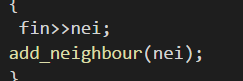 {
fin>>nei;
add_neighbour(nei);
}